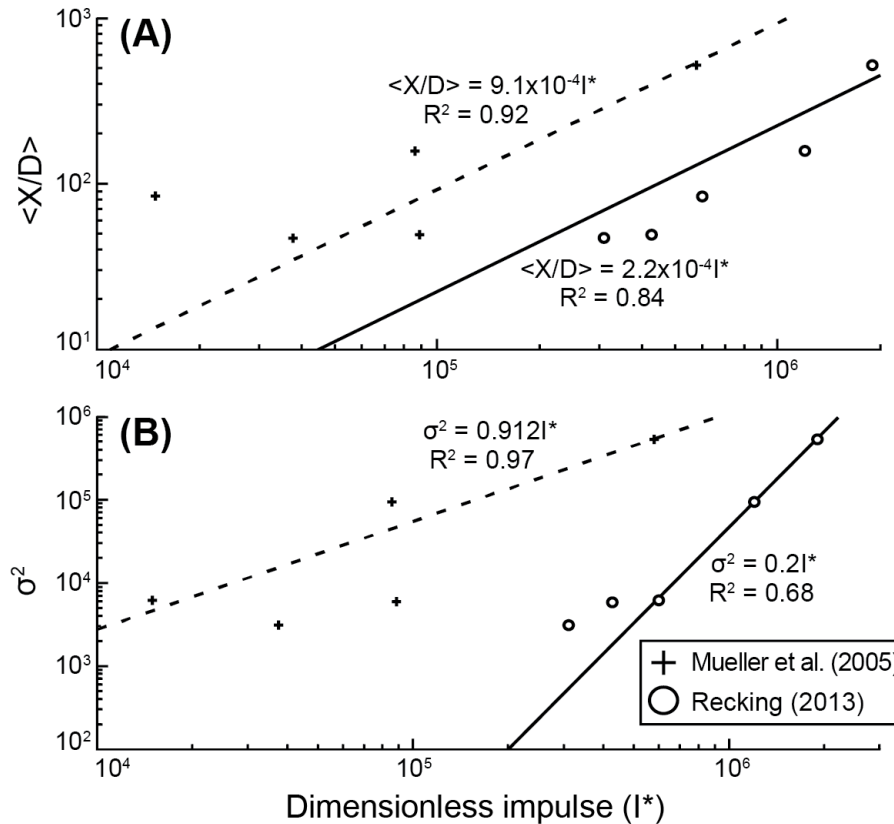 (A)
10³
10²
10¹
<X/D>
<X/D> = 9.1x10⁻⁴I*
R² = 0.92
<X/D> = 2.2x10⁻⁴I*
R² = 0.84
10⁴ 10⁵ 10⁶
(B)
10⁶
10⁵
10⁴
10³
10²
σ²
σ² = 0.912I*
R² = 0.97
σ² = 0.2I*
R² = 0.68
Mueller et al. (2005)
Recking (2013)
10⁴ 10⁵ 10⁶
Dimensionless impulse (I*)